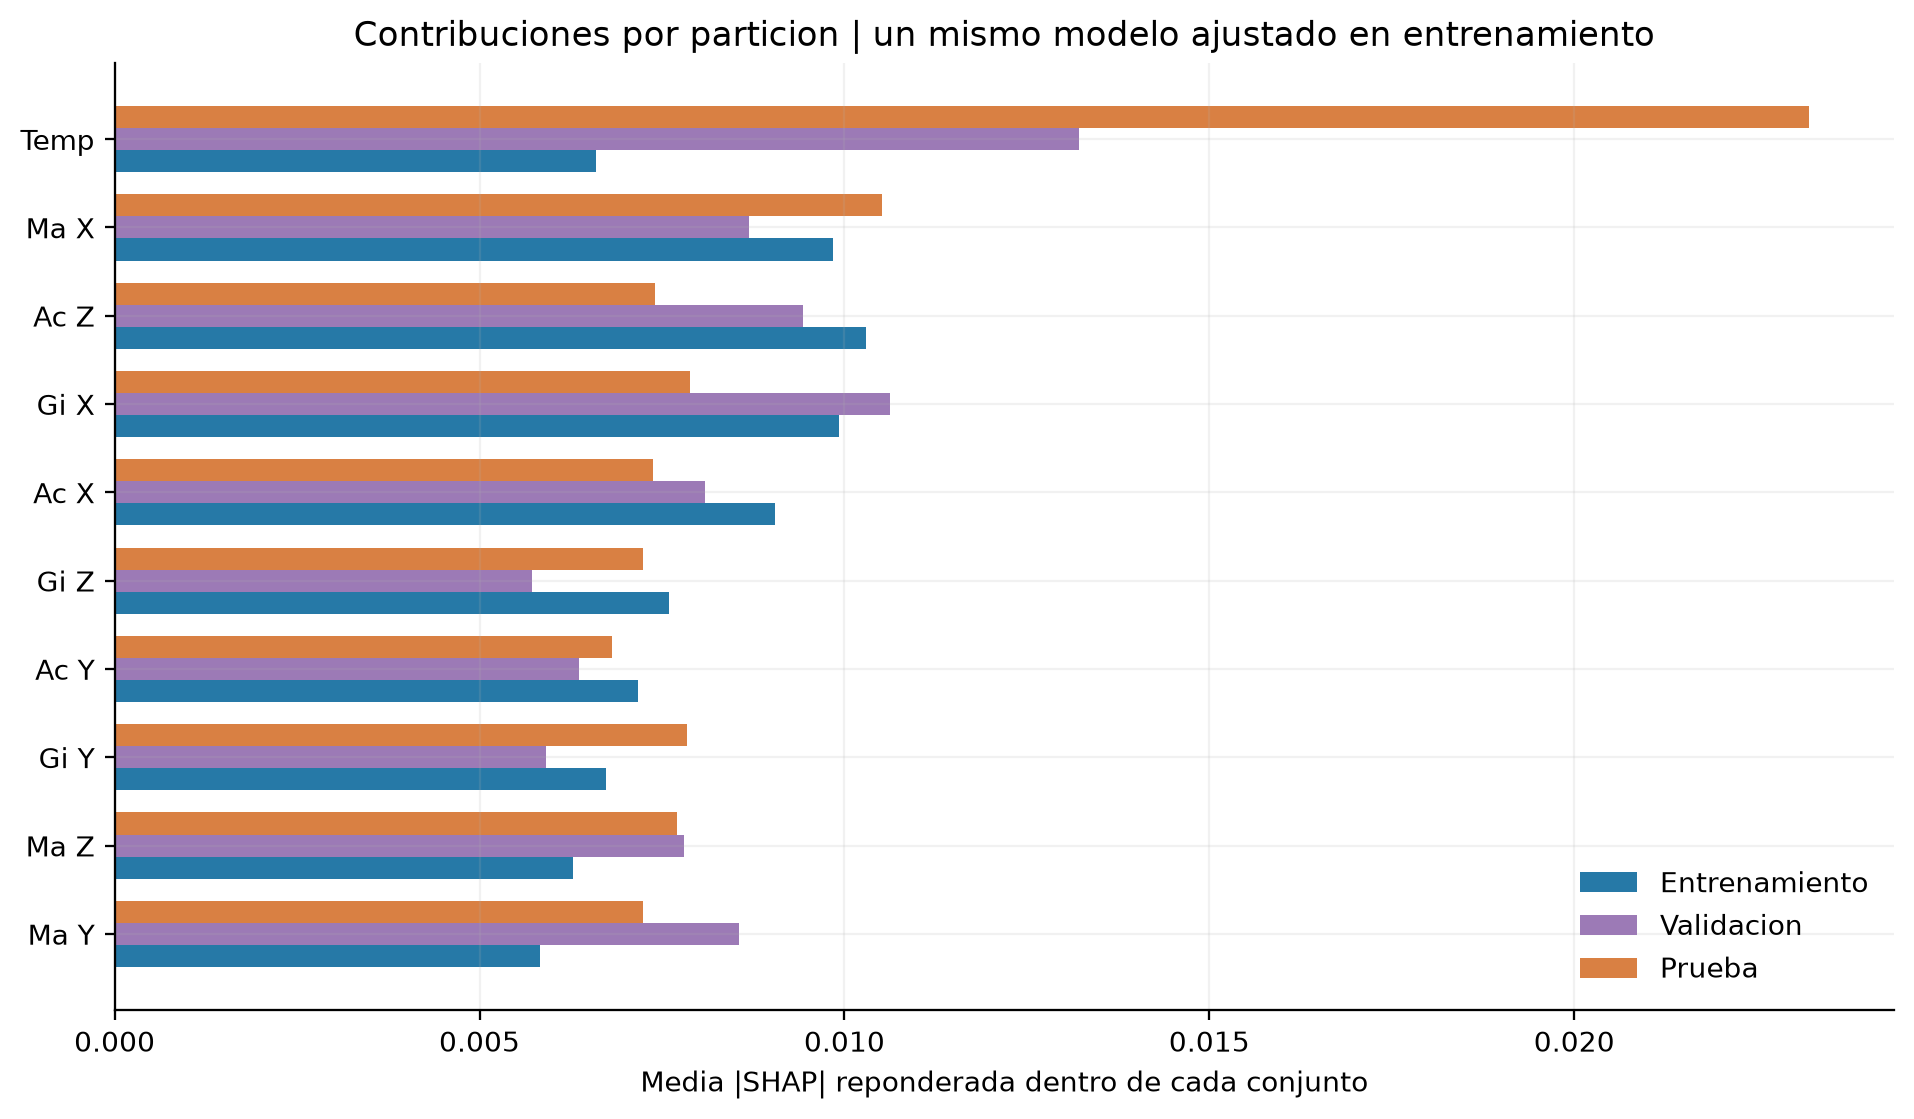 Contribuciones por particion | un mismo modelo ajustado en entrenamiento
Temp
Ma X
Ac Z
Gi X
Ac X
Gi Z
Ac Y
Gi Y
Ma Z
Ma Y
Entrenamiento
Validacion
Prueba
0.000 0.005 0.010 0.015 0.020
Media |SHAP| reponderada dentro de cada conjunto